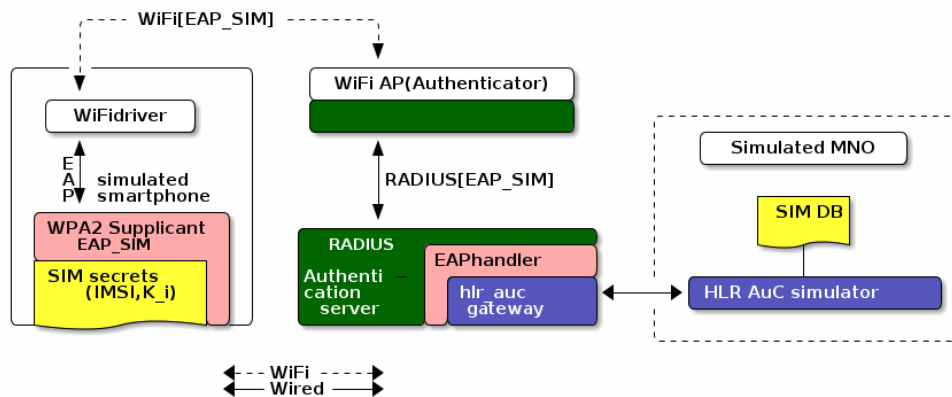 WiFi[EAP_SIM]
WiFi AP(Authenticator)
WiFidriver
E
A
P
simulated
smartphone
WPA2 Supplicant
EAP_SIM
SIM secrets
(IMSI,K_i)
RADIUS[EAP_SIM]
RADIUS
Authenti -
cation
server
EAPhandler
hlr_auc
gateway
Simulated MNO
SIM DB
HLR AuC simulator
WiFi
Wired